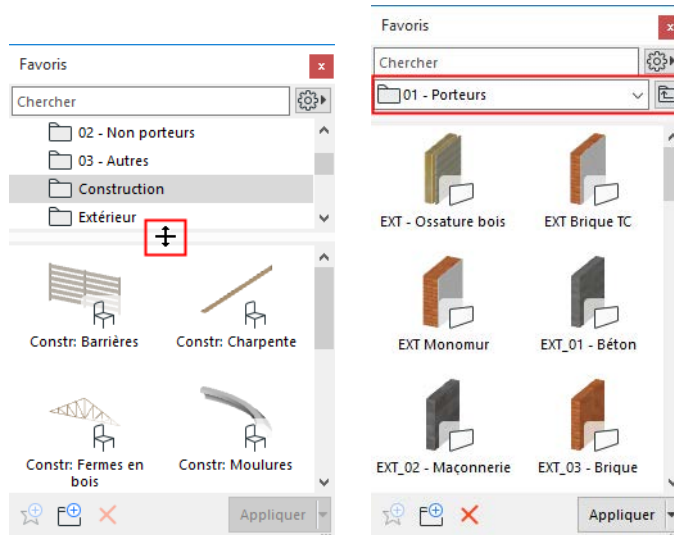 Favoris
x
Chercher
02 - Non porteurs
03 - Autres
Construction
Extérieur
Constr: Barrières
Constr: Charpente
Constr: Fermes en
bois
Constr: Moulures
Appliquer
Favoris
x
Chercher
01 - Porteurs
EXT - Ossature bois
EXT Brique TC
EXT Monomur
EXT_01 - Béton
EXT_02 - Maçonnerie
EXT_03 - Brique
Appliquer